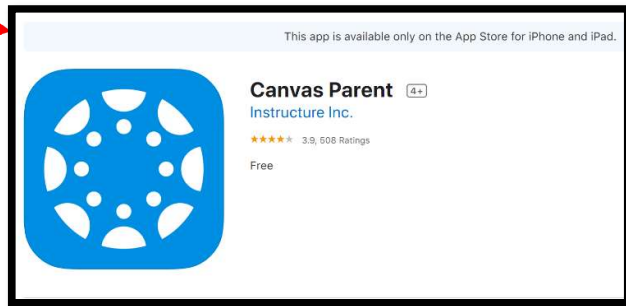 This app is available only on the App Store for iPhone and iPad.
Canvas Parent 4+
Instructure Inc.
★★★★★ 3.9, 508 Ratings
Free